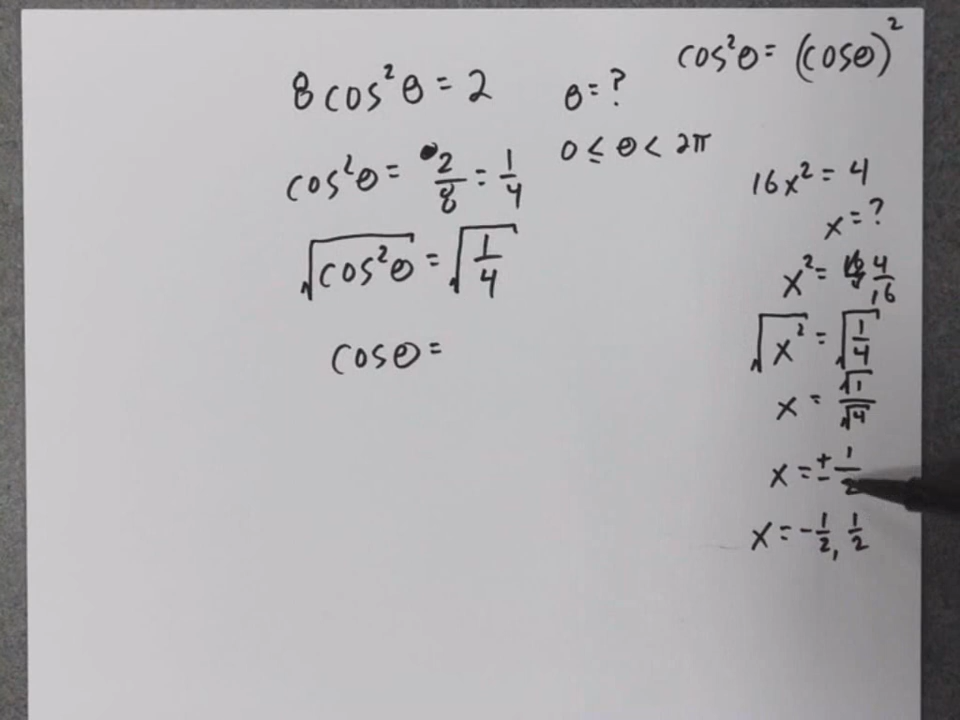 cos²θ = (cosθ)²
8cos²θ = 2
θ = ?
0 ≤ θ < 2π
cos²θ = 2/8 = 1/4
√cos²θ = √1/4
cosθ =
16x² = 4
x = ?
x² = 4/16
√x² = √1/4
x = √1/√4
x = ± 1/2
x = -1/2, 1/2